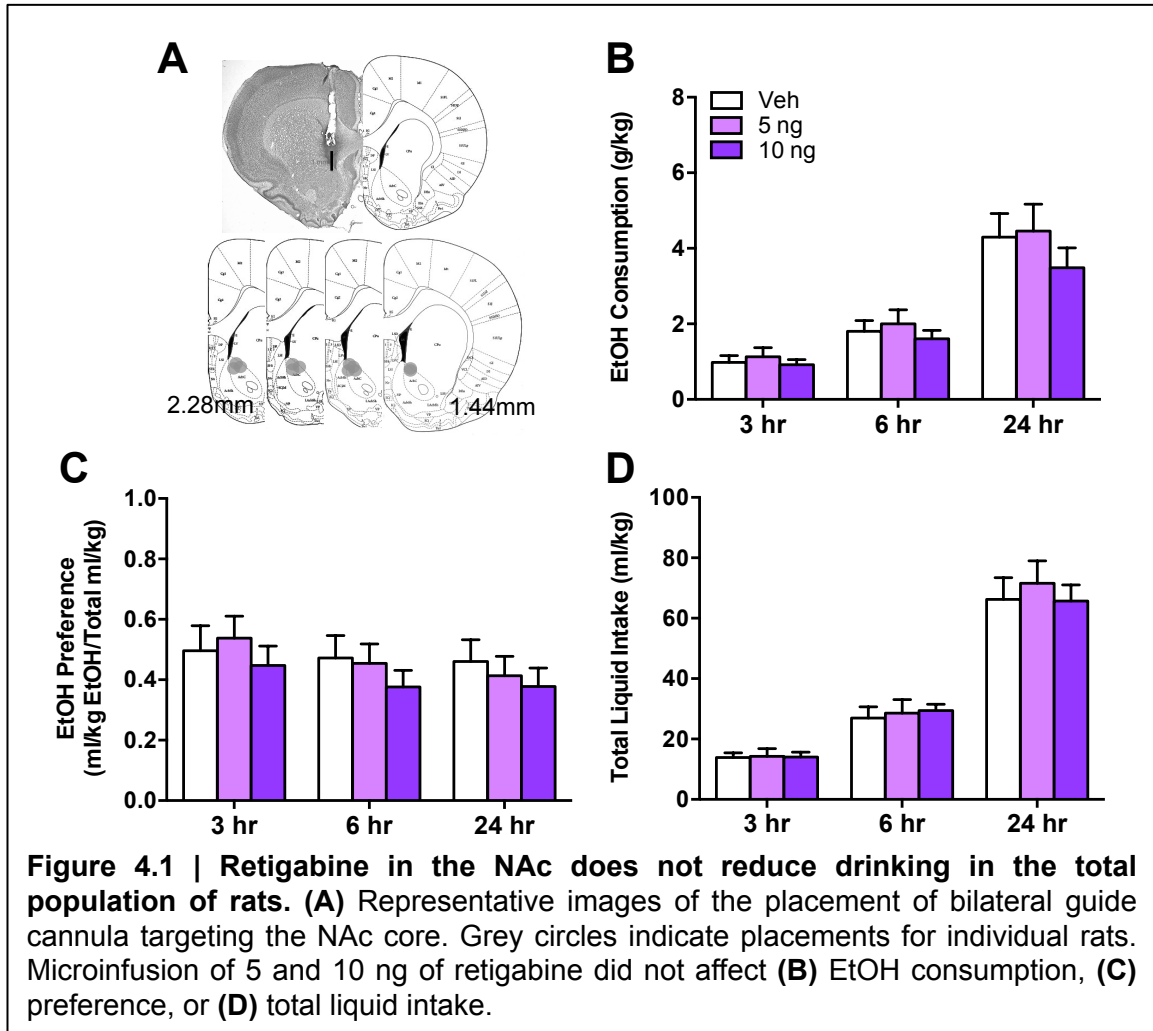 A
2.28mm
1.44mm
B
Veh
5 ng
10 ng
EtOH Consumption (g/kg)
8
6
4
2
0
3 hr 6 hr 24 hr
C
EtOH Preference
(ml/kg EtOH/Total ml/kg)
1.0
0.8
0.6
0.4
0.2
0.0
3 hr 6 hr 24 hr
D
Total Liquid Intake (ml/kg)
100
80
60
40
20
0
3 hr 6 hr 24 hr
Figure 4.1 | Retigabine in the NAc does not reduce drinking in the total
population of rats. (A) Representative images of the placement of bilateral guide
cannula targeting the NAc core. Grey circles indicate placements for individual rats.
Microinfusion of 5 and 10 ng of retigabine did not affect (B) EtOH consumption, (C)
preference, or (D) total liquid intake.